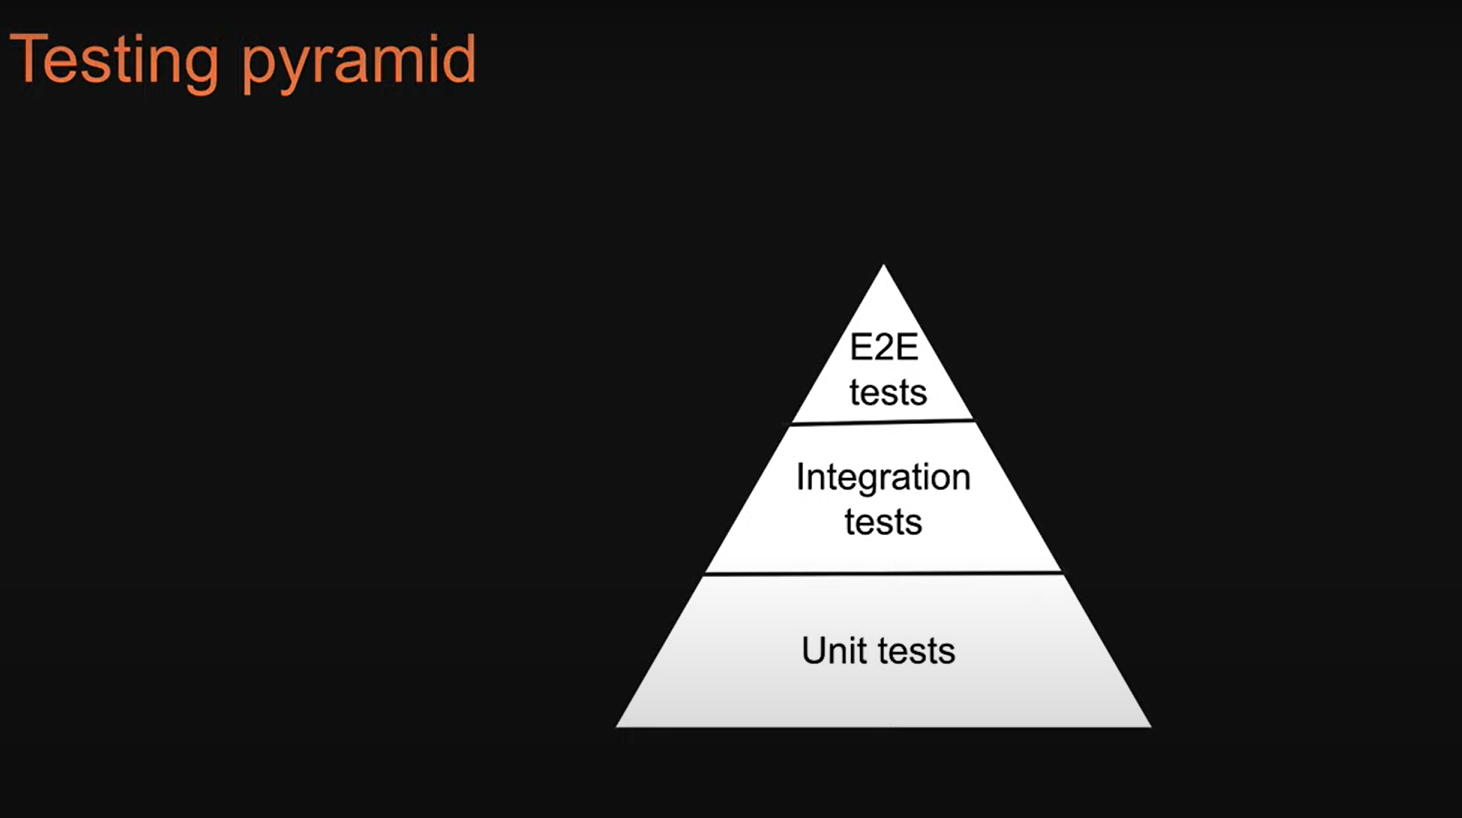 Testing pyramid
E2E
tests
Integration
tests
Unit tests